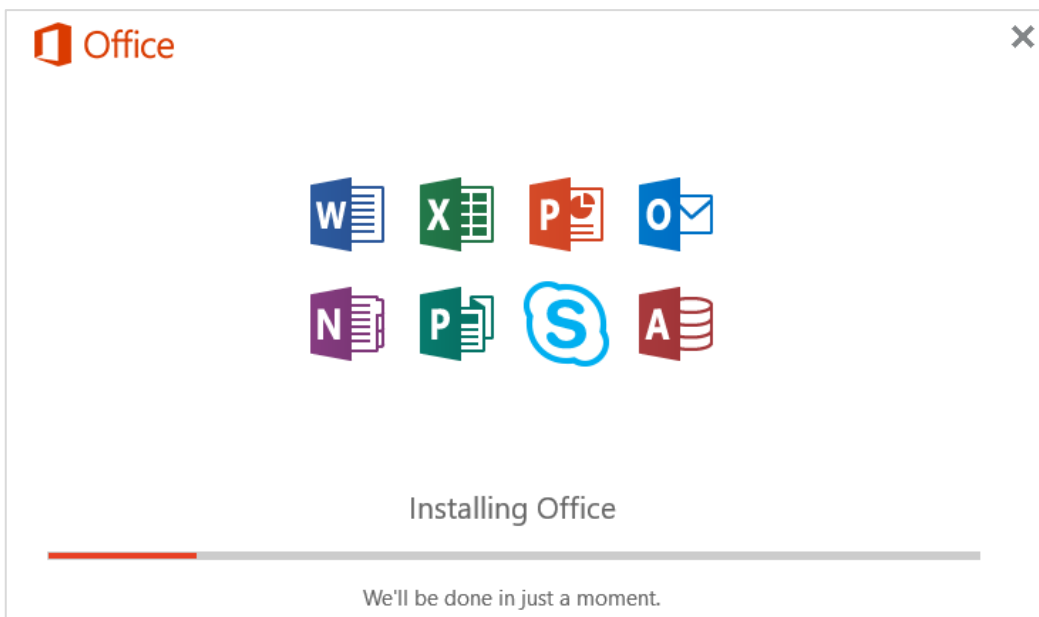 Office
W X P O
N P S A
Installing Office
We'll be done in just a moment.